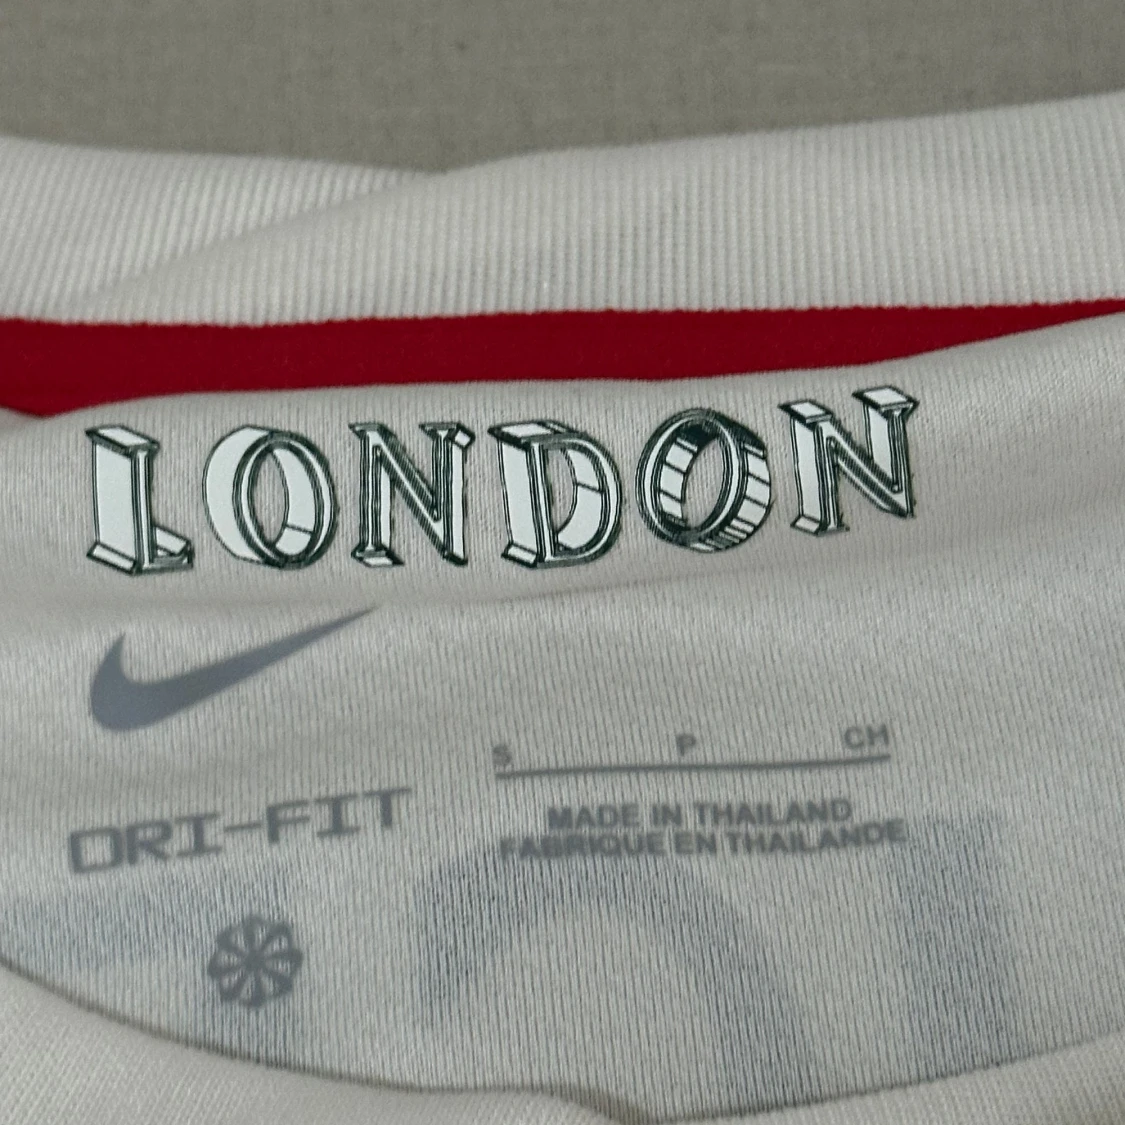 LONDON
S P CH
DRI-FIT
MADE IN THAILAND
FABRIQUE EN THAILANDE